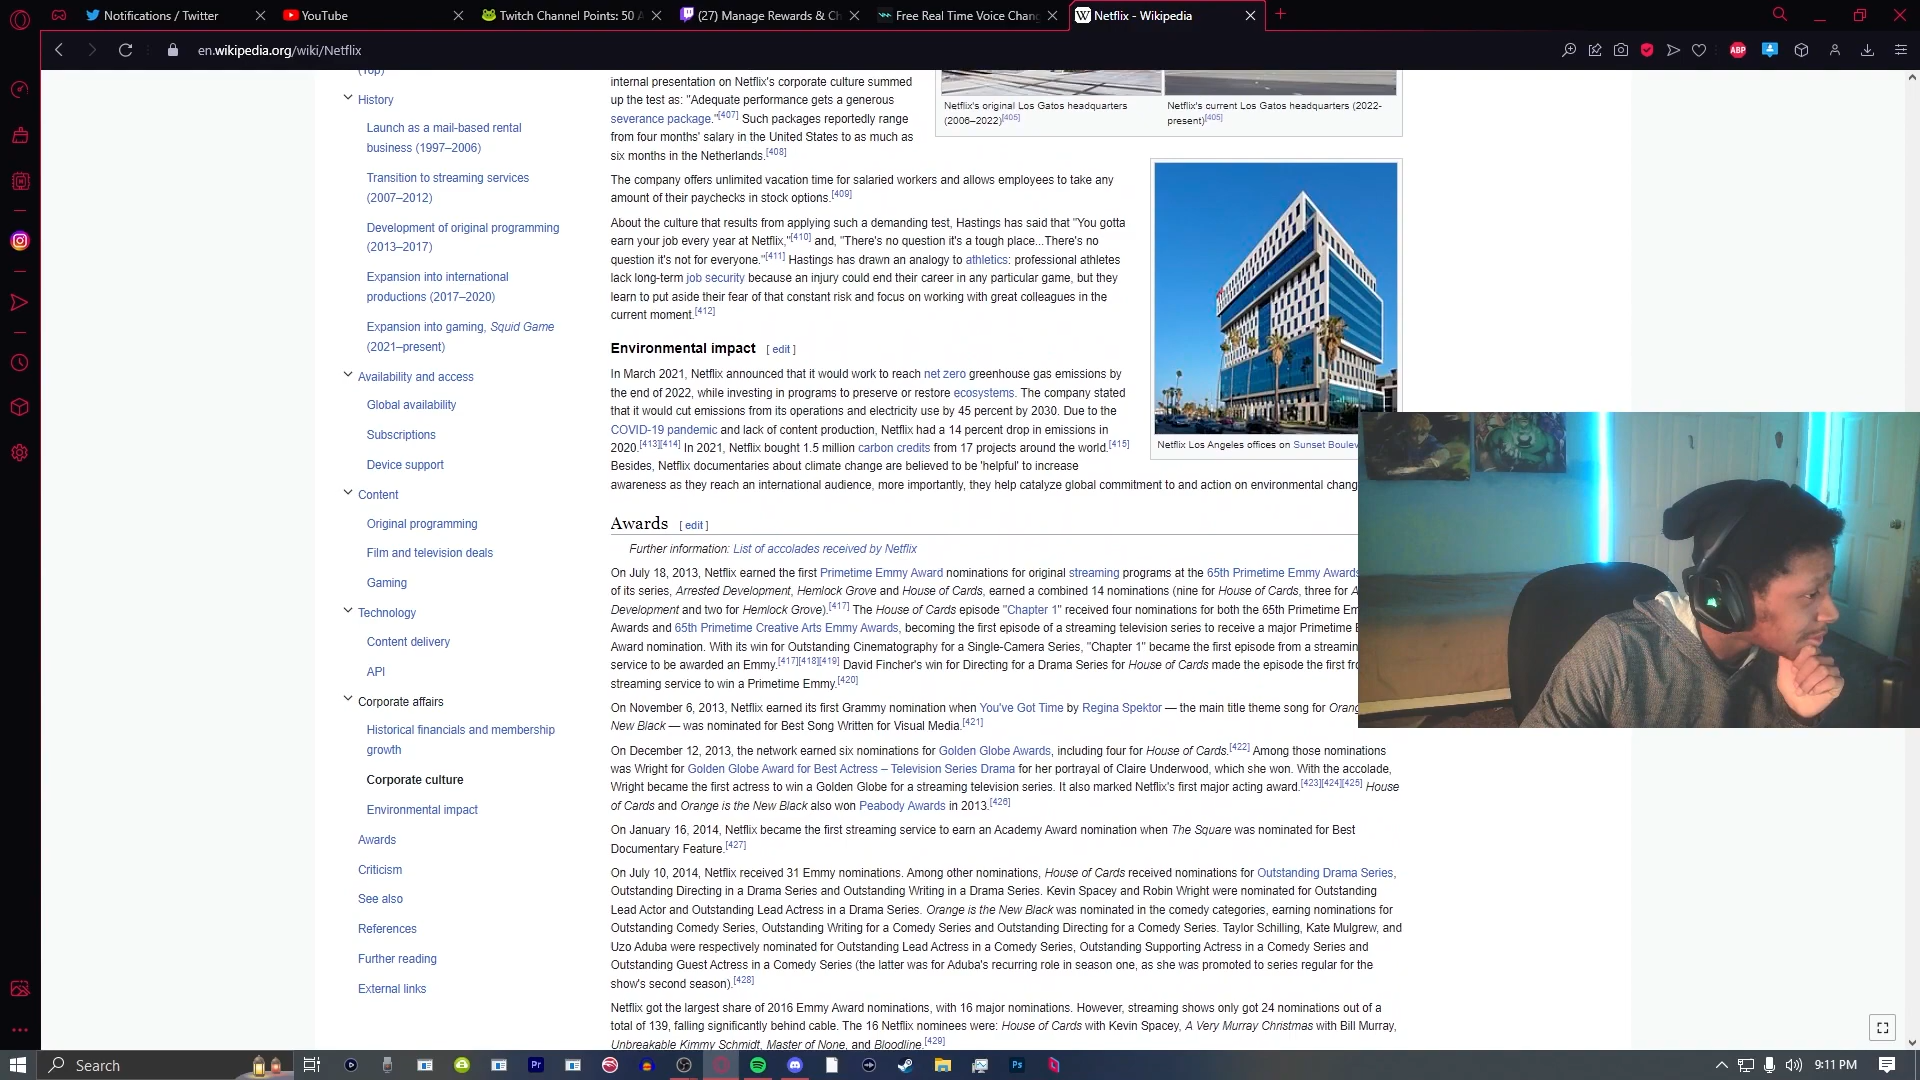 Notifications / Twitter
YouTube
Twitch Channel Points: 50 A
(27) Manage Rewards & Ch
Free Real Time Voice Chang
Netflix - Wikipedia
en.wikipedia.org/wiki/Netflix
ABP
(Top)
History
Launch as a mail-based rental
business (1997–2006)
Transition to streaming services
(2007–2012)
Development of original programming
(2013–2017)
Expansion into international
productions (2017–2020)
Expansion into gaming, Squid Game
(2021–present)
Availability and access
Global availability
Subscriptions
Device support
Content
Original programming
Film and television deals
Gaming
Technology
Content delivery
API
Corporate affairs
Historical financials and membership
growth
Corporate culture
Environmental impact
Awards
Criticism
See also
References
Further reading
External links
internal presentation on Netflix's corporate culture summed
up the test as: "Adequate performance gets a generous
severance package."[407] Such packages reportedly range
from four months' salary in the United States to as much as
six months in the Netherlands.[408]
Netflix's original Los Gatos headquarters
(2006–2022)[405]
Netflix's current Los Gatos headquarters (2022-
present)[405]
The company offers unlimited vacation time for salaried workers and allows employees to take any
amount of their paychecks in stock options.[409]
About the culture that results from applying such a demanding test, Hastings has said that "You gotta
earn your job every year at Netflix,"[410] and, "There's no question it's a tough place...There's no
question it's not for everyone."[411] Hastings has drawn an analogy to athletics: professional athletes
lack long-term job security because an injury could end their career in any particular game, but they
learn to put aside their fear of that constant risk and focus on working with great colleagues in the
current moment.[412]
Netflix Los Angeles offices on Sunset Boulev
Environmental impact [ edit ]
In March 2021, Netflix announced that it would work to reach net zero greenhouse gas emissions by
the end of 2022, while investing in programs to preserve or restore ecosystems. The company stated
that it would cut emissions from its operations and electricity use by 45 percent by 2030. Due to the
COVID-19 pandemic and lack of content production, Netflix had a 14 percent drop in emissions in
2020.[413][414] In 2021, Netflix bought 1.5 million carbon credits from 17 projects around the world.[415]
Besides, Netflix documentaries about climate change are believed to be 'helpful' to increase
awareness as they reach an international audience, more importantly, they help catalyze global commitment to and action on environmental chang
Awards [ edit ]
Further information: List of accolades received by Netflix
On July 18, 2013, Netflix earned the first Primetime Emmy Award nominations for original streaming programs at the 65th Primetime Emmy Awards
of its series, Arrested Development, Hemlock Grove and House of Cards, earned a combined 14 nominations (nine for House of Cards, three for A
Development and two for Hemlock Grove).[417] The House of Cards episode "Chapter 1" received four nominations for both the 65th Primetime Em
Awards and 65th Primetime Creative Arts Emmy Awards, becoming the first episode of a streaming television series to receive a major Primetime E
Award nomination. With its win for Outstanding Cinematography for a Single-Camera Series, "Chapter 1" became the first episode from a streamin
service to be awarded an Emmy.[417][418][419] David Fincher's win for Directing for a Drama Series for House of Cards made the episode the first fr
streaming service to win a Primetime Emmy.[420]
On November 6, 2013, Netflix earned its first Grammy nomination when You've Got Time by Regina Spektor — the main title theme song for Orang
New Black — was nominated for Best Song Written for Visual Media.[421]
On December 12, 2013, the network earned six nominations for Golden Globe Awards, including four for House of Cards.[422] Among those nominations
was Wright for Golden Globe Award for Best Actress – Television Series Drama for her portrayal of Claire Underwood, which she won. With the accolade,
Wright became the first actress to win a Golden Globe for a streaming television series. It also marked Netflix's first major acting award.[423][424][425] House
of Cards and Orange is the New Black also won Peabody Awards in 2013.[426]
On January 16, 2014, Netflix became the first streaming service to earn an Academy Award nomination when The Square was nominated for Best
Documentary Feature.[427]
On July 10, 2014, Netflix received 31 Emmy nominations. Among other nominations, House of Cards received nominations for Outstanding Drama Series,
Outstanding Directing in a Drama Series and Outstanding Writing in a Drama Series. Kevin Spacey and Robin Wright were nominated for Outstanding
Lead Actor and Outstanding Lead Actress in a Drama Series. Orange is the New Black was nominated in the comedy categories, earning nominations for
Outstanding Comedy Series, Outstanding Writing for a Comedy Series and Outstanding Directing for a Comedy Series. Taylor Schilling, Kate Mulgrew, and
Uzo Aduba were respectively nominated for Outstanding Lead Actress in a Comedy Series, Outstanding Supporting Actress in a Comedy Series and
Outstanding Guest Actress in a Comedy Series (the latter was for Aduba's recurring role in season one, as she was promoted to series regular for the
show's second season).[428]
Netflix got the largest share of 2016 Emmy Award nominations, with 16 major nominations. However, streaming shows only got 24 nominations out of a
total of 139, falling significantly behind cable. The 16 Netflix nominees were: House of Cards with Kevin Spacey, A Very Murray Christmas with Bill Murray,
Unbreakable Kimmy Schmidt, Master of None, and Bloodline.[429]
Search
Pr
Ps
9:11 PM